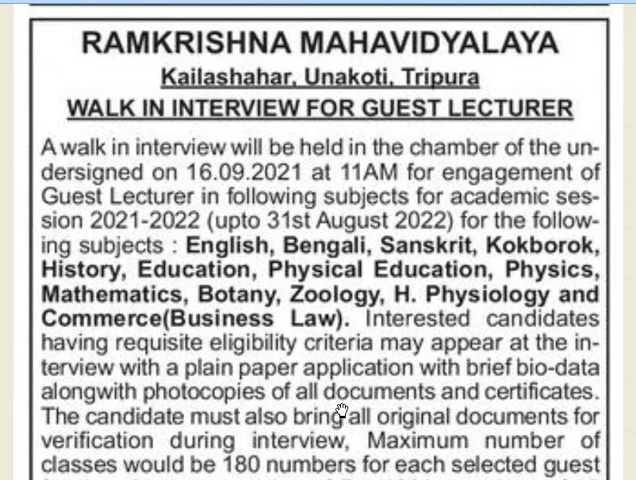 RAMKRISHNA MAHAVIDYALAYA
Kailashahar, Unakoti, Tripura
WALK IN INTERVIEW FOR GUEST LECTURER
A walk in interview will be held in the chamber of the un-
dersigned on 16.09.2021 at 11AM for engagement of
Guest Lecturer in following subjects for academic ses-
sion 2021-2022 (upto 31st August 2022) for the follow-
ing subjects : English, Bengali, Sanskrit, Kokborok,
History, Education, Physical Education, Physics,
Mathematics, Botany, Zoology, H. Physiology and
Commerce(Business Law). Interested candidates
having requisite eligibility criteria may appear at the in-
terview with a plain paper application with brief bio-data
alongwith photocopies of all documents and certificates.
The candidate must also bring all original documents for
verification during interview, Maximum number of
classes would be 180 numbers for each selected guest